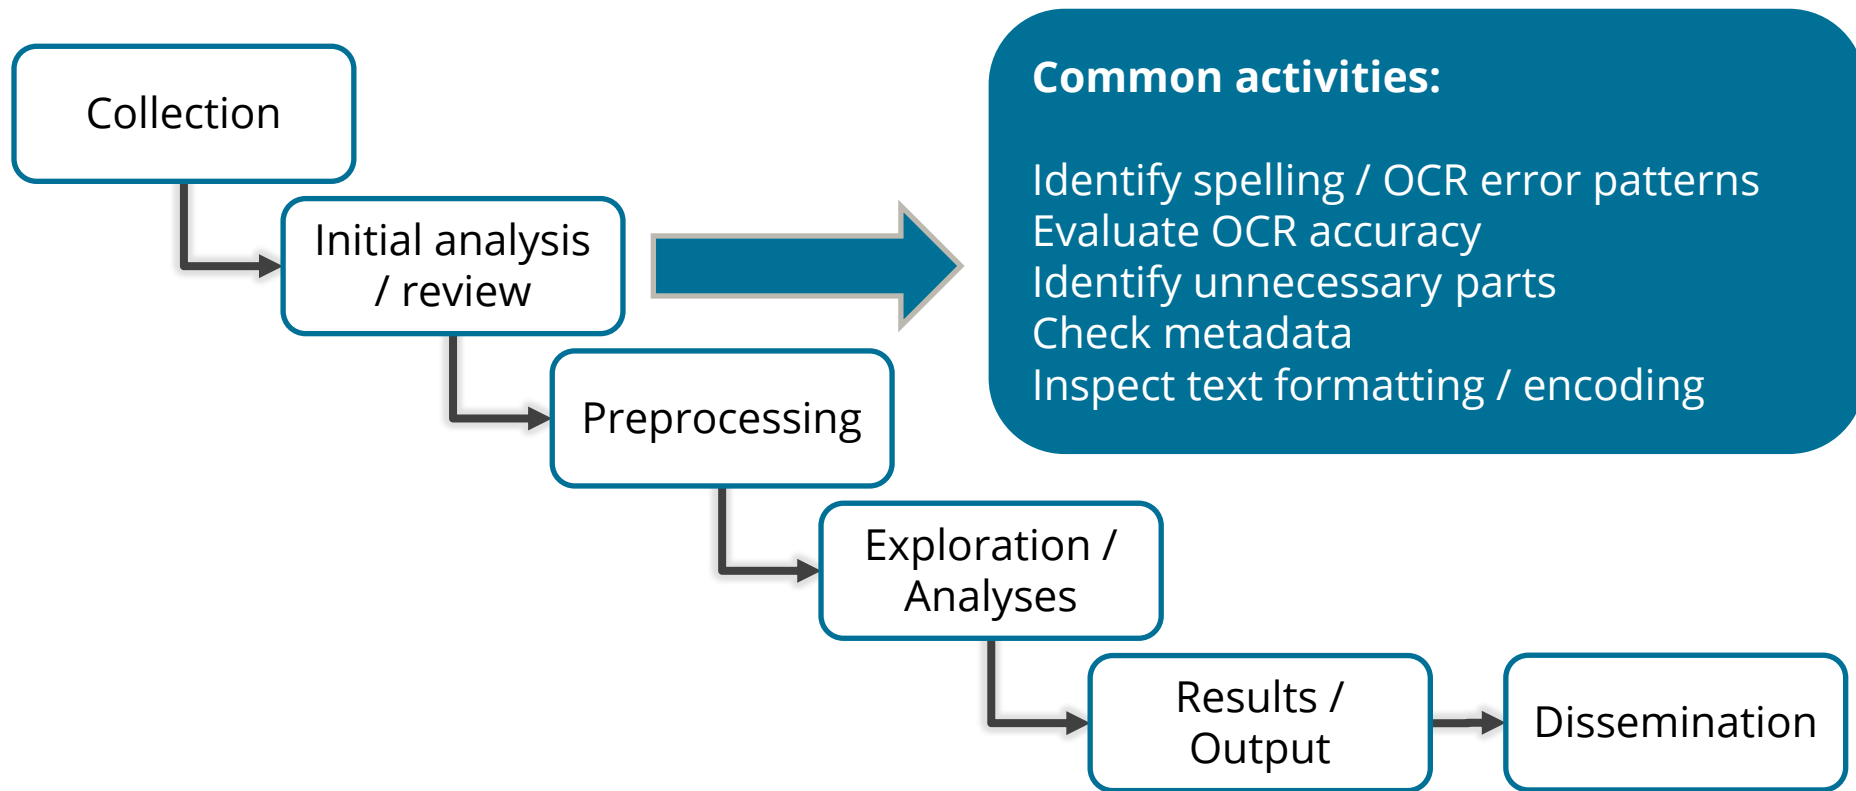 Collection
Initial analysis
/ review
Preprocessing
Exploration /
Analyses
Results /
Output
Dissemination
Common activities:
Identify spelling / OCR error patterns
Evaluate OCR accuracy
Identify unnecessary parts
Check metadata
Inspect text formatting / encoding